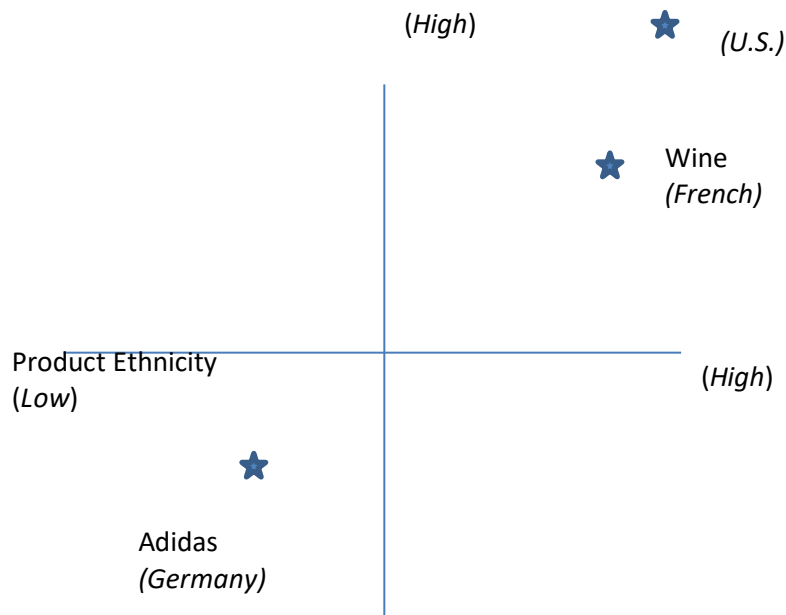 (High)
(U.S.)
Wine
(French)
Product Ethnicity
(Low)
(High)
Adidas
(Germany)